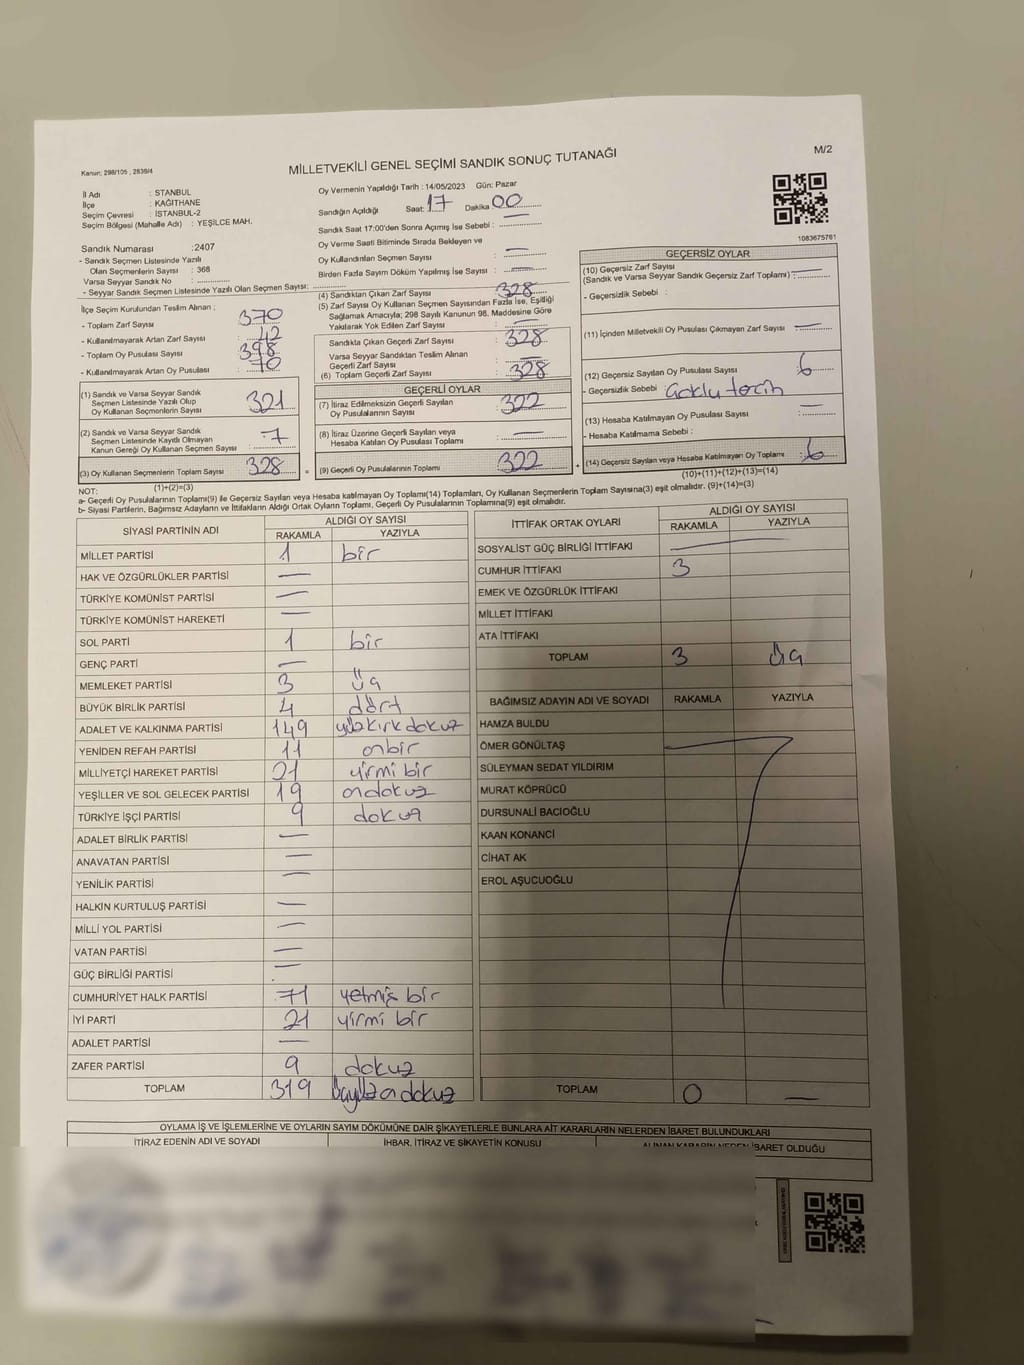 M/2
Kanun: 298/105 , 2839/4
MİLLETVEKİLİ GENEL SEÇİMİ SANDIK SONUÇ TUTANAĞI
İl Adı : İSTANBUL
İlçe : KAĞITHANE
Seçim Çevresi : İSTANBUL-2
Seçim Bölgesi (Mahalle Adı) : YEŞİLCE MAH.
Sandık Numarası :2407
- Sandık Seçmen Listesinde Yazılı
Olan Seçmenlerin Sayısı : 368
Varsa Seyyar Sandık No :
- Seyyar Sandık Seçmen Listesinde Yazılı Olan Seçmen Sayısı:
Oy Vermenin Yapıldığı Tarih : 14/05/2023 Gün: Pazar
Sandığın Açıldığı Saat: 17 Dakika 00
Sandık Saat 17:00'den Sonra Açılmış İse Sebebi : —
Oy Verme Saati Bitiminde Sırada Bekleyen ve
Oy Kullandırılan Seçmen Sayısı : —
Birden Fazla Sayım Döküm Yapılmış İse Sayısı : —
1083675761
İlçe Seçim Kurulundan Teslim Alınan ;
- Toplam Zarf Sayısı : 370
- Kullanılmayarak Artan Zarf Sayısı : 42
- Toplam Oy Pusulası Sayısı : 398
- Kullanılmayarak Artan Oy Pusulası : 70
(1) Sandık ve Varsa Seyyar Sandık
Seçmen Listesinde Yazılı Olup
Oy Kullanan Seçmenlerin Sayısı 321
(2) Sandık ve Varsa Seyyar Sandık
Seçmen Listesinde Kayıtlı Olmayan
Kanun Gereği Oy Kullanan Seçmen Sayısı 7
(3) Oy Kullanan Seçmenlerin Toplam Sayısı 328
(1)+(2)=(3)
(4) Sandıktan Çıkan Zarf Sayısı 328
(5) Zarf Sayısı Oy Kullanan Seçmen Sayısından Fazla İse, Eşitliği
Sağlamak Amacıyla; 298 Sayılı Kanunun 98. Maddesine Göre
Yakılarak Yok Edilen Zarf Sayısı : —
Sandıkta Çıkan Geçerli Zarf Sayısı : 328
Varsa Seyyar Sandıktan Teslim Alınan
Geçerli Zarf Sayısı : —
(6) Toplam Geçerli Zarf Sayısı : 328
GEÇERLİ OYLAR
(7) İtiraz Edilmeksizin Geçerli Sayılan
Oy Pusulalarının Sayısı : 322
(8) İtiraz Üzerine Geçerli Sayılan veya
Hesaba Katılan Oy Pusulası Toplamı : —
(9) Geçerli Oy Pusulalarının Toplamı : 322
GEÇERSİZ OYLAR
(10) Geçersiz Zarf Sayısı
(Sandık ve Varsa Seyyar Sandık Geçersiz Zarf Toplamı) : —
- Geçersizlik Sebebi :
(11) İçinden Milletvekili Oy Pusulası Çıkmayan Zarf Sayısı : —
(12) Geçersiz Sayılan Oy Pusulası Sayısı : 6
- Geçersizlik Sebebi : çoklu tercih
(13) Hesaba Katılmayan Oy Pusulası Sayısı : —
- Hesaba Katılmama Sebebi :
(14) Geçersiz Sayılan veya Hesaba Katılmayan Oy Toplamı : 6
(10)+(11)+(12)+(13)=(14)
NOT:
a- Geçerli Oy Pusulalarının Toplamı(9) ile Geçersiz Sayılan veya Hesaba katılmayan Oy Toplamı(14) Toplamları, Oy Kullanan Seçmenlerin Toplam Sayısına(3) eşit olmalıdır. (9)+(14)=(3)
b- Siyasi Partilerin, Bağımsız Adayların ve İttifakların Aldığı Ortak Oyların Toplamı, Geçerli Oy Pusulalarının Toplamına(9) eşit olmalıdır.
SİYASİ PARTİNİN ADI ALDIĞI OY SAYISI
RAKAMLA YAZIYLA
MİLLET PARTİSİ 1 bir
HAK VE ÖZGÜRLÜKLER PARTİSİ —
TÜRKİYE KOMÜNİST PARTİSİ —
TÜRKİYE KOMÜNİST HAREKETİ —
SOL PARTİ 1 bir
GENÇ PARTİ —
MEMLEKET PARTİSİ 3 üç
BÜYÜK BİRLİK PARTİSİ 4 dört
ADALET VE KALKINMA PARTİSİ 149 yüzkırkdokuz
YENİDEN REFAH PARTİSİ 11 onbir
MİLLİYETÇİ HAREKET PARTİSİ 21 yirmi bir
YEŞİLLER VE SOL GELECEK PARTİSİ 19 ondokuz
TÜRKİYE İŞÇİ PARTİSİ 9 dokuz
ADALET BİRLİK PARTİSİ —
ANAVATAN PARTİSİ —
YENİLİK PARTİSİ —
HALKIN KURTULUŞ PARTİSİ —
MİLLİ YOL PARTİSİ —
VATAN PARTİSİ —
GÜÇ BİRLİĞİ PARTİSİ —
CUMHURİYET HALK PARTİSİ 71 yetmiş bir
İYİ PARTİ 21 yirmi bir
ADALET PARTİSİ —
ZAFER PARTİSİ 9 dokuz
TOPLAM 319
İTTİFAK ORTAK OYLARI ALDIĞI OY SAYISI
RAKAMLA YAZIYLA
SOSYALİST GÜÇ BİRLİĞİ İTTİFAKI —
CUMHUR İTTİFAKI 3
EMEK VE ÖZGÜRLÜK İTTİFAKI
MİLLET İTTİFAKI
ATA İTTİFAKI
TOPLAM 3 üç
BAĞIMSIZ ADAYIN ADI VE SOYADI RAKAMLA YAZIYLA
HAMZA BULDU
ÖMER GÖNÜLTAŞ
SÜLEYMAN SEDAT YILDIRIM
MURAT KÖPRÜCÜ
DURSUNALİ BACIOĞLU
KAAN KONANCİ
CİHAT AK
EROL AŞUCUOĞLU
TOPLAM 0 —
OYLAMA İŞ VE İŞLEMLERİNE VE OYLARIN SAYIM DÖKÜMÜNE DAİR ŞİKAYETLERLE BUNLARA AİT KARARLARIN NELERDEN İBARET BULUNDUKLARI
İTİRAZ EDENİN ADI VE SOYADI İHBAR, İTİRAZ VE ŞİKAYETİN KONUSU ALINAN KARARIN NEDEN İBARET OLDUĞU